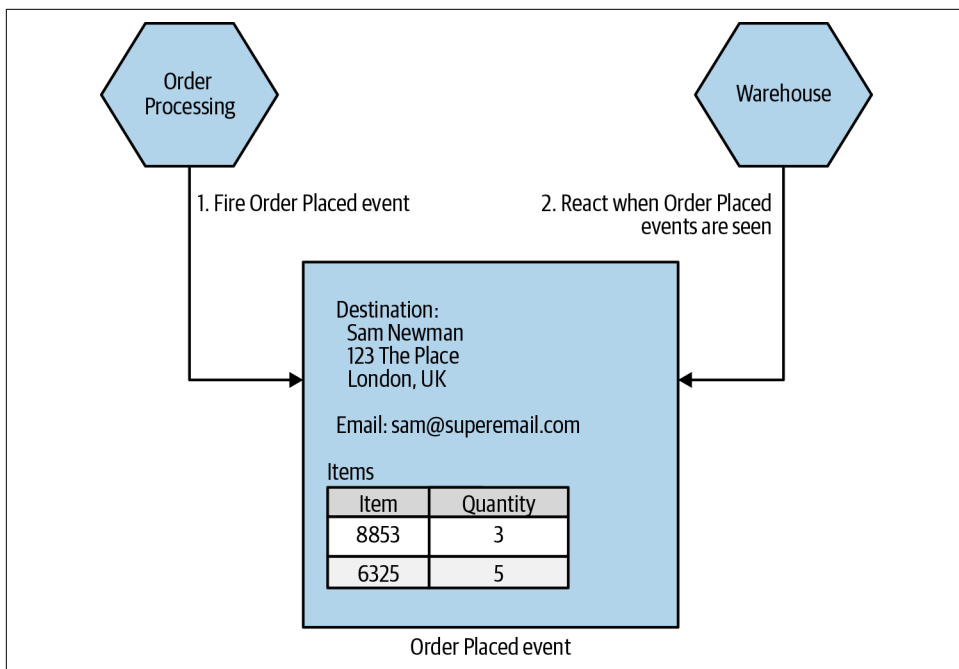 Order
Processing
Warehouse
1. Fire Order Placed event
2. React when Order Placed
events are seen
Destination:
Sam Newman
123 The Place
London, UK
Email: sam@superemail.com
Items
Item Quantity
8853 3
6325 5
Order Placed event